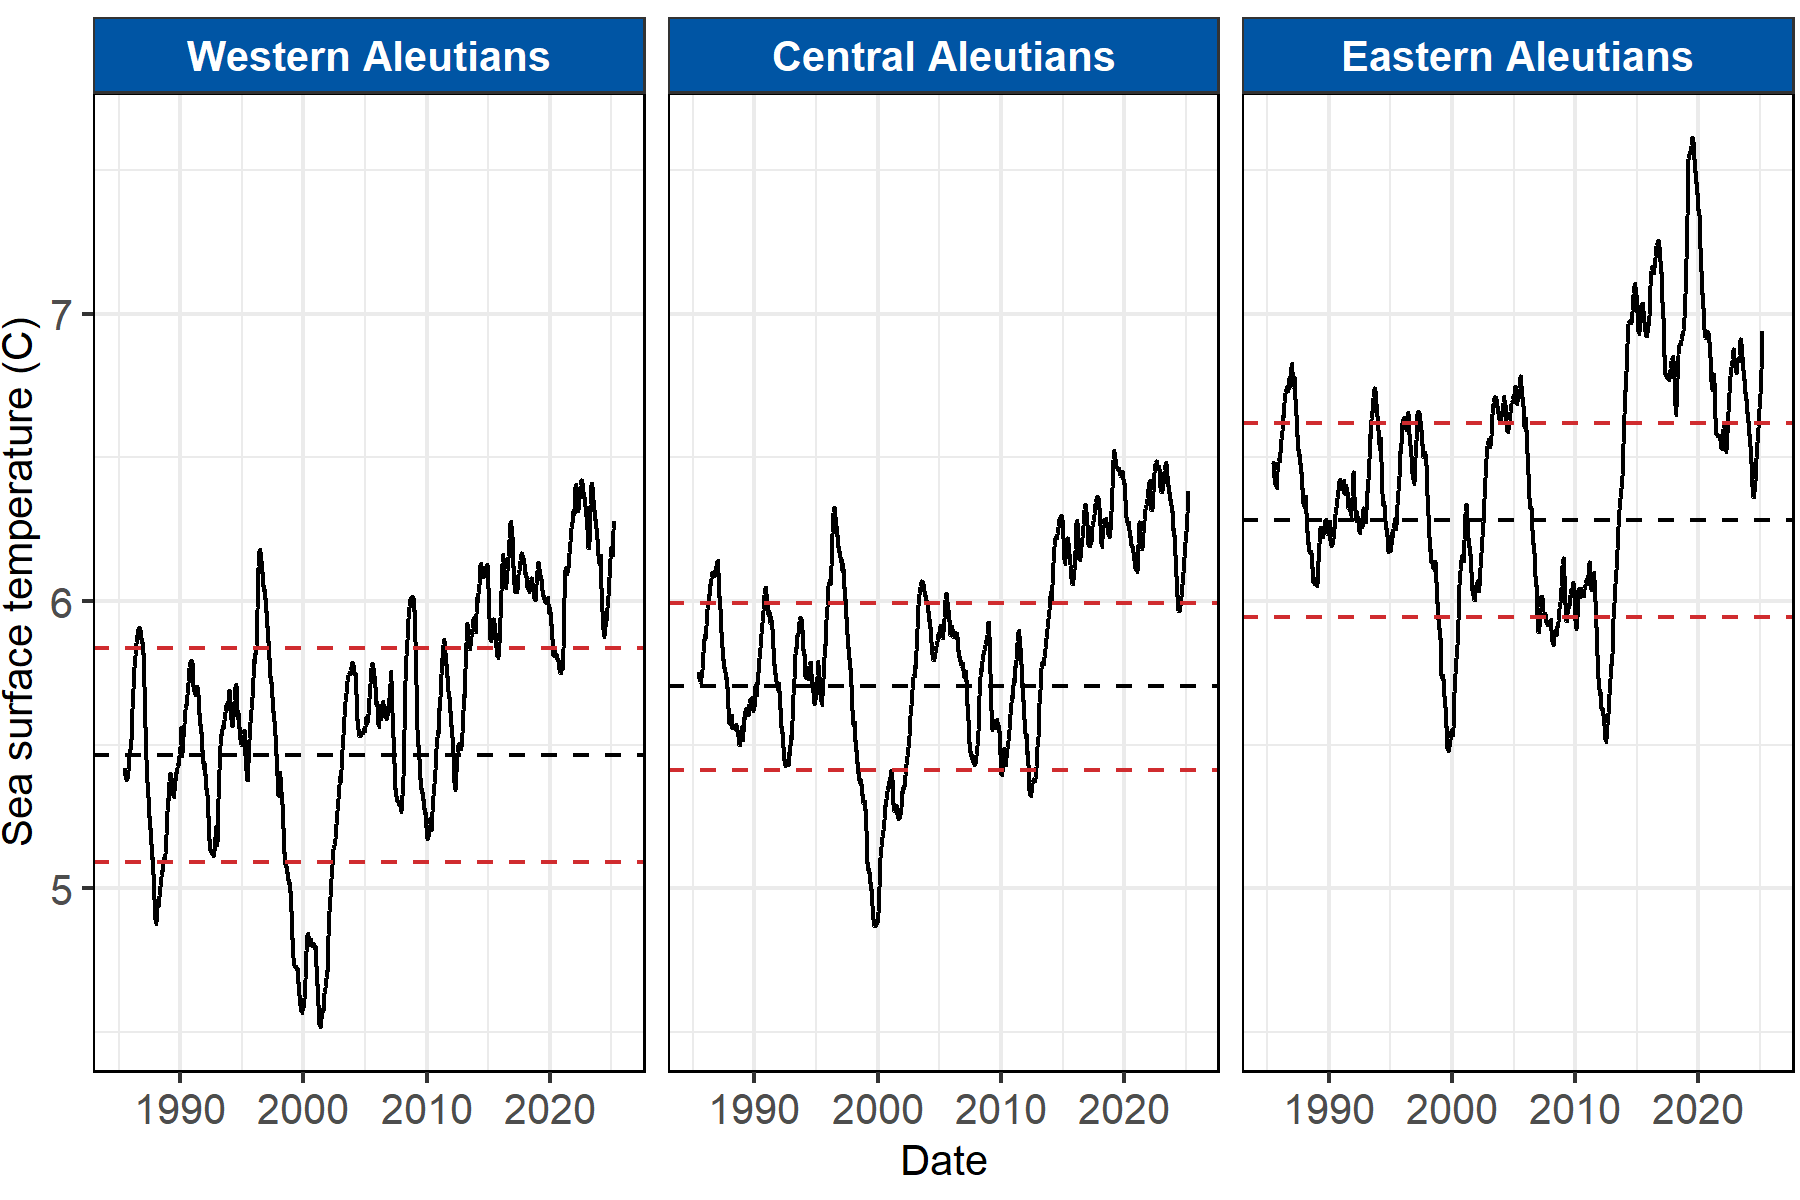 Western Aleutians
Central Aleutians
Eastern Aleutians
Sea surface temperature (C)
7
6
5
1990 2000 2010 2020
1990 2000 2010 2020
1990 2000 2010 2020
Date